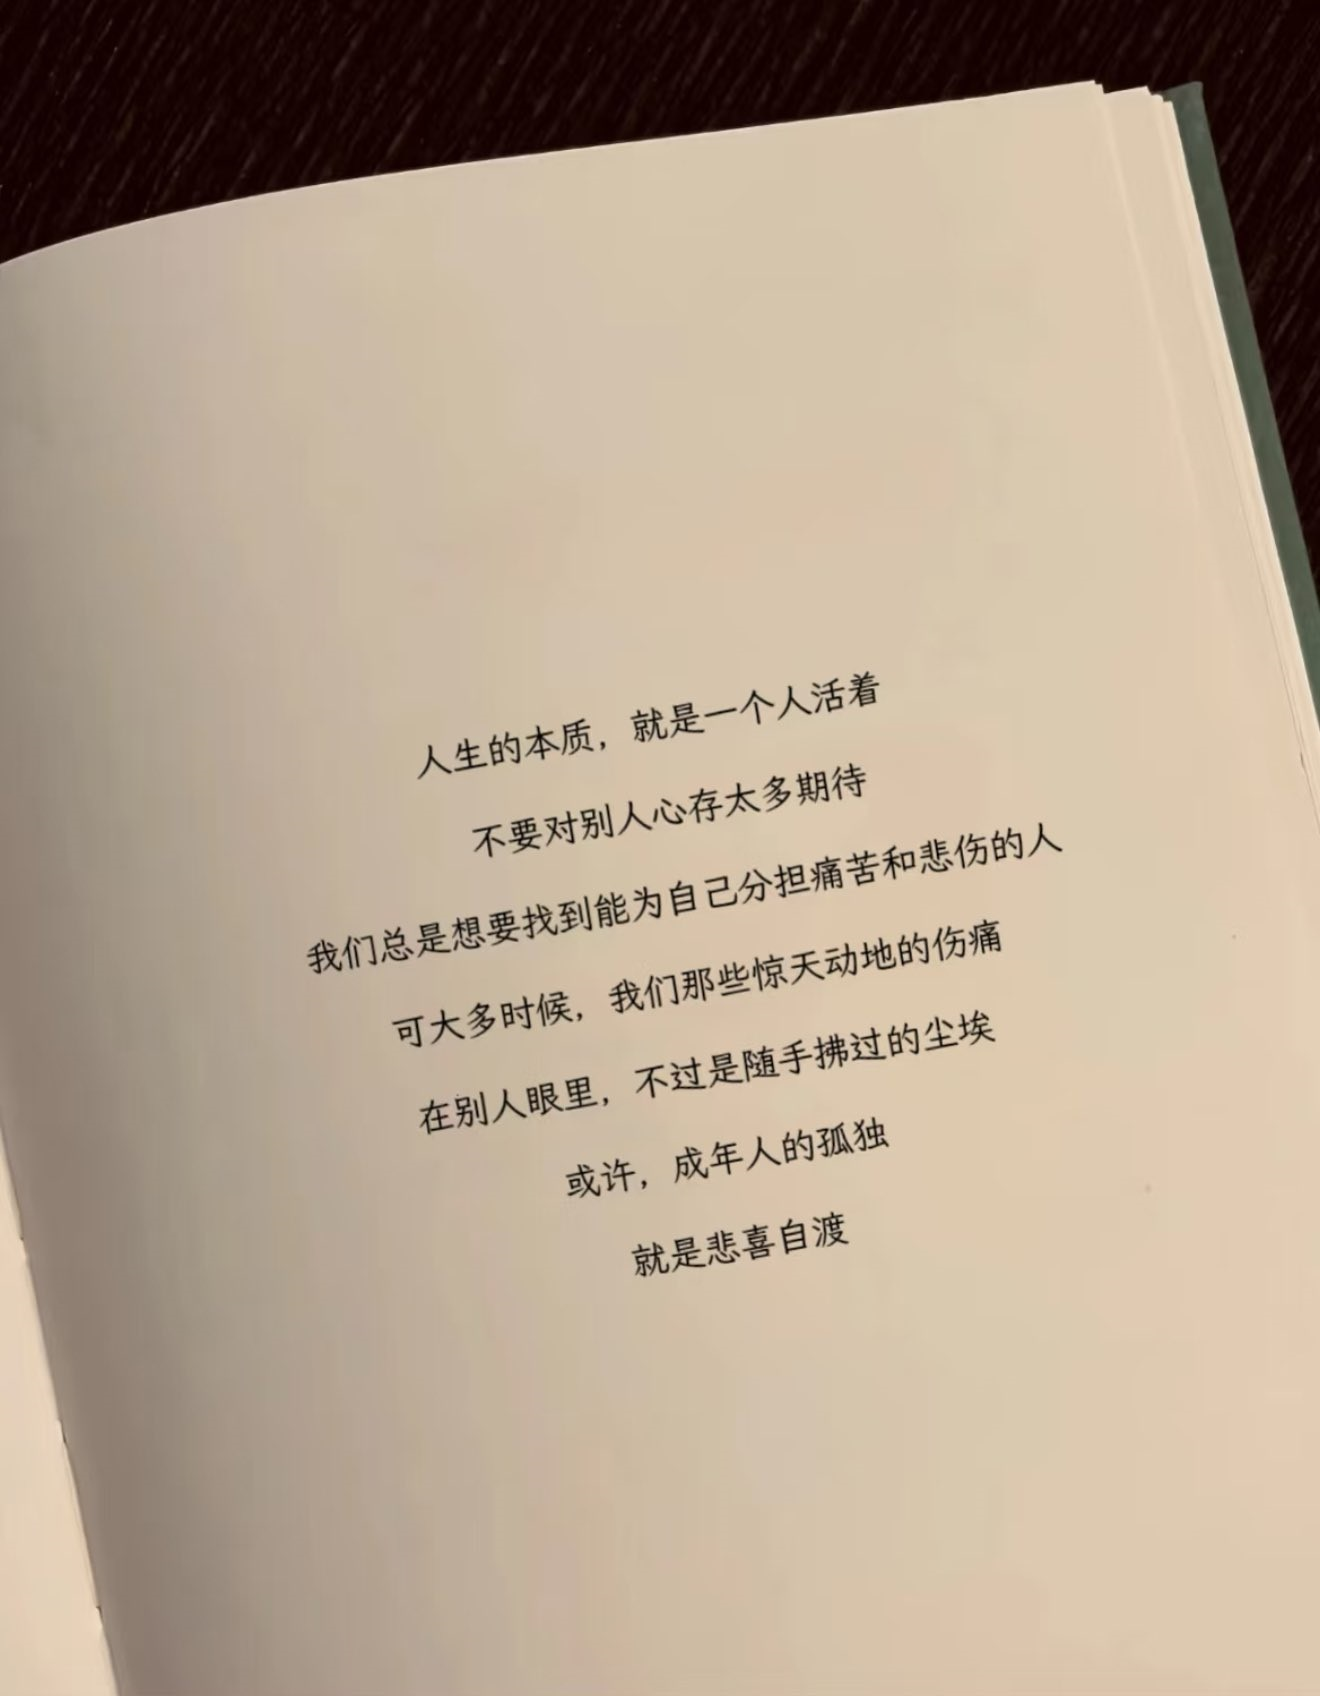 人生的本质，就是一个人活着
不要对别人心存太多期待
我们总是想要找到能为自己分担痛苦和悲伤的人
可大多时候，我们那些惊天动地的伤痛
在别人眼里，不过是随手拂过的尘埃
或许，成年人的孤独
就是悲喜自渡